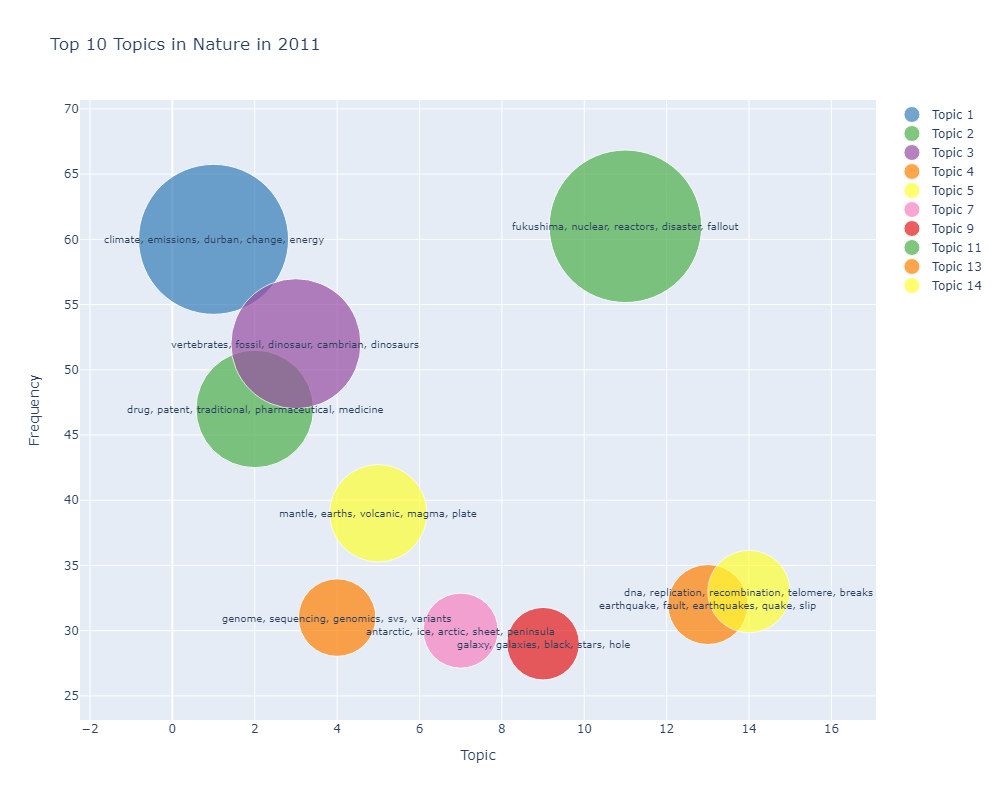 Top 10 Topics in Nature in 2011
70
65
60
55
50
45
40
35
30
25
Frequency
climate, emissions, durban, change, energy
fukushima, nuclear, reactors, disaster, fallout
vertebrates, fossil, dinosaur, cambrian, dinosaurs
drug, patent, traditional, pharmaceutical, medicine
mantle, earths, volcanic, magma, plate
dna, replication, recombination, telomere, breaks
earthquake, fault, earthquakes, quake, slip
genome, sequencing, genomics, svs, variants
antarctic, ice, arctic, sheet, peninsula
galaxy, galaxies, black, stars, hole
−2 0 2 4 6 8 10 12 14 16
Topic
Topic 1
Topic 2
Topic 3
Topic 4
Topic 5
Topic 7
Topic 9
Topic 11
Topic 13
Topic 14